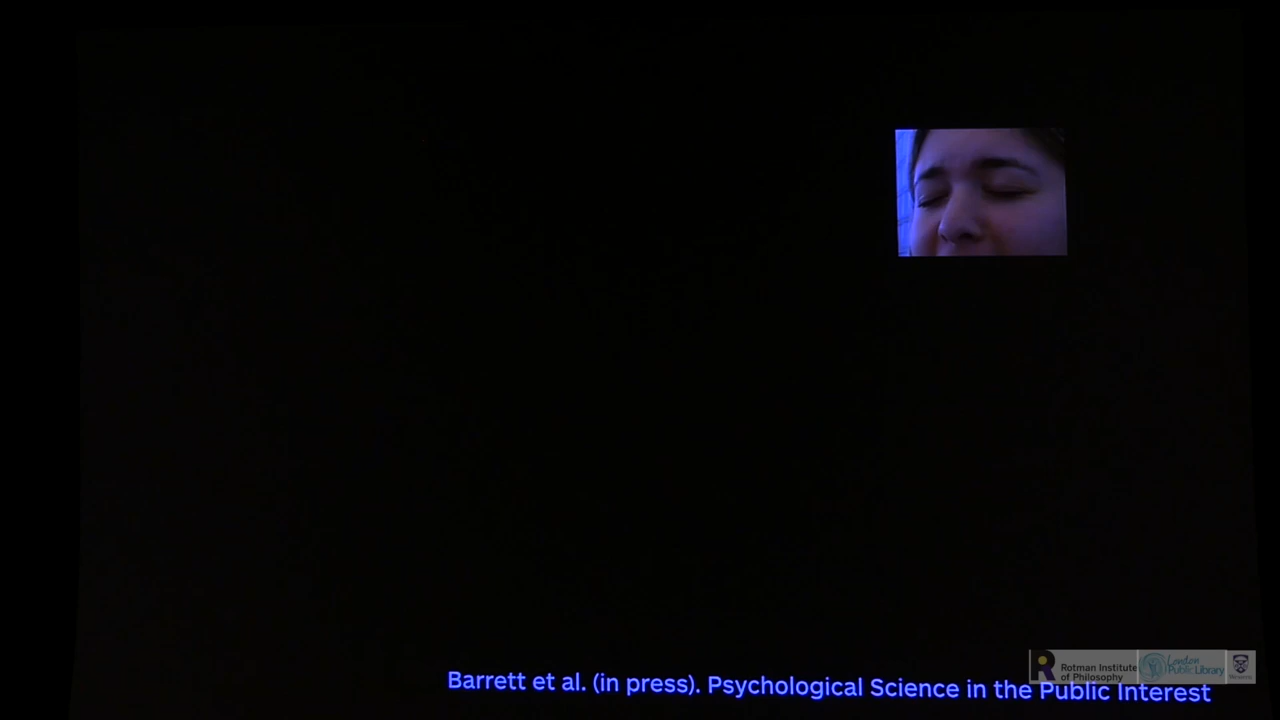 Barrett et al. (in press). Psychological Science in the Public Interest
Rotman Institute
of Philosophy
London
Public Library